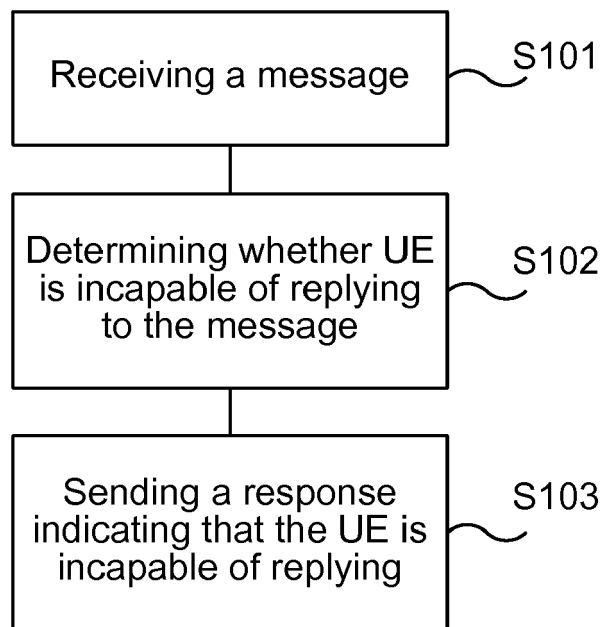 Receiving a message
S101
Determining whether UE
is incapable of replying
to the message
S102
Sending a response
indicating that the UE is
incapable of replying
S103